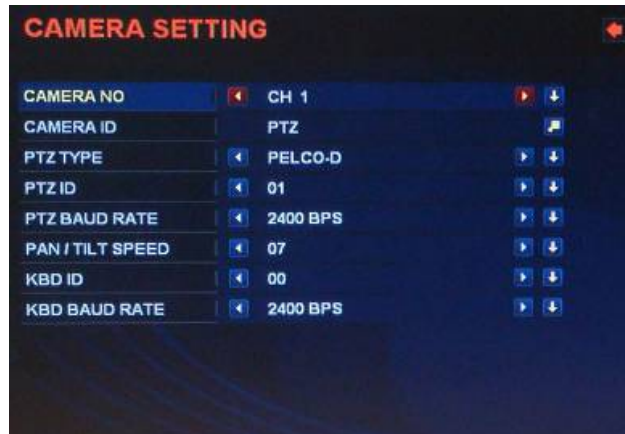 CAMERA SETTING
CAMERA NO CH 1
CAMERA ID PTZ
PTZ TYPE PELCO-D
PTZ ID 01
PTZ BAUD RATE 2400 BPS
PAN / TILT SPEED 07
KBD ID 00
KBD BAUD RATE 2400 BPS